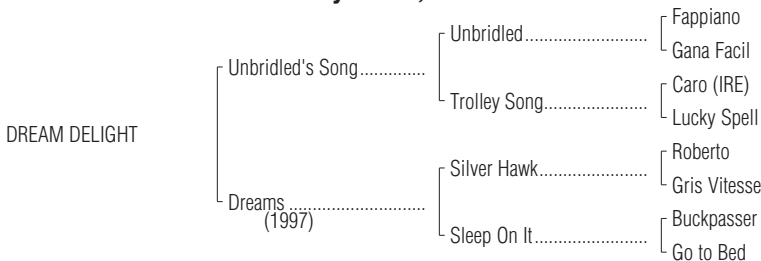 Fappiano
Unbridled..............................
Gana Facil
Unbridled's Song..............
Caro (IRE)
Trolley Song.........................
Lucky Spell
DREAM DELIGHT
Roberto
Silver Hawk..........................
Gris Vitesse
Dreams .................................
(1997)
Buckpasser
Sleep On It...........................
Go to Bed